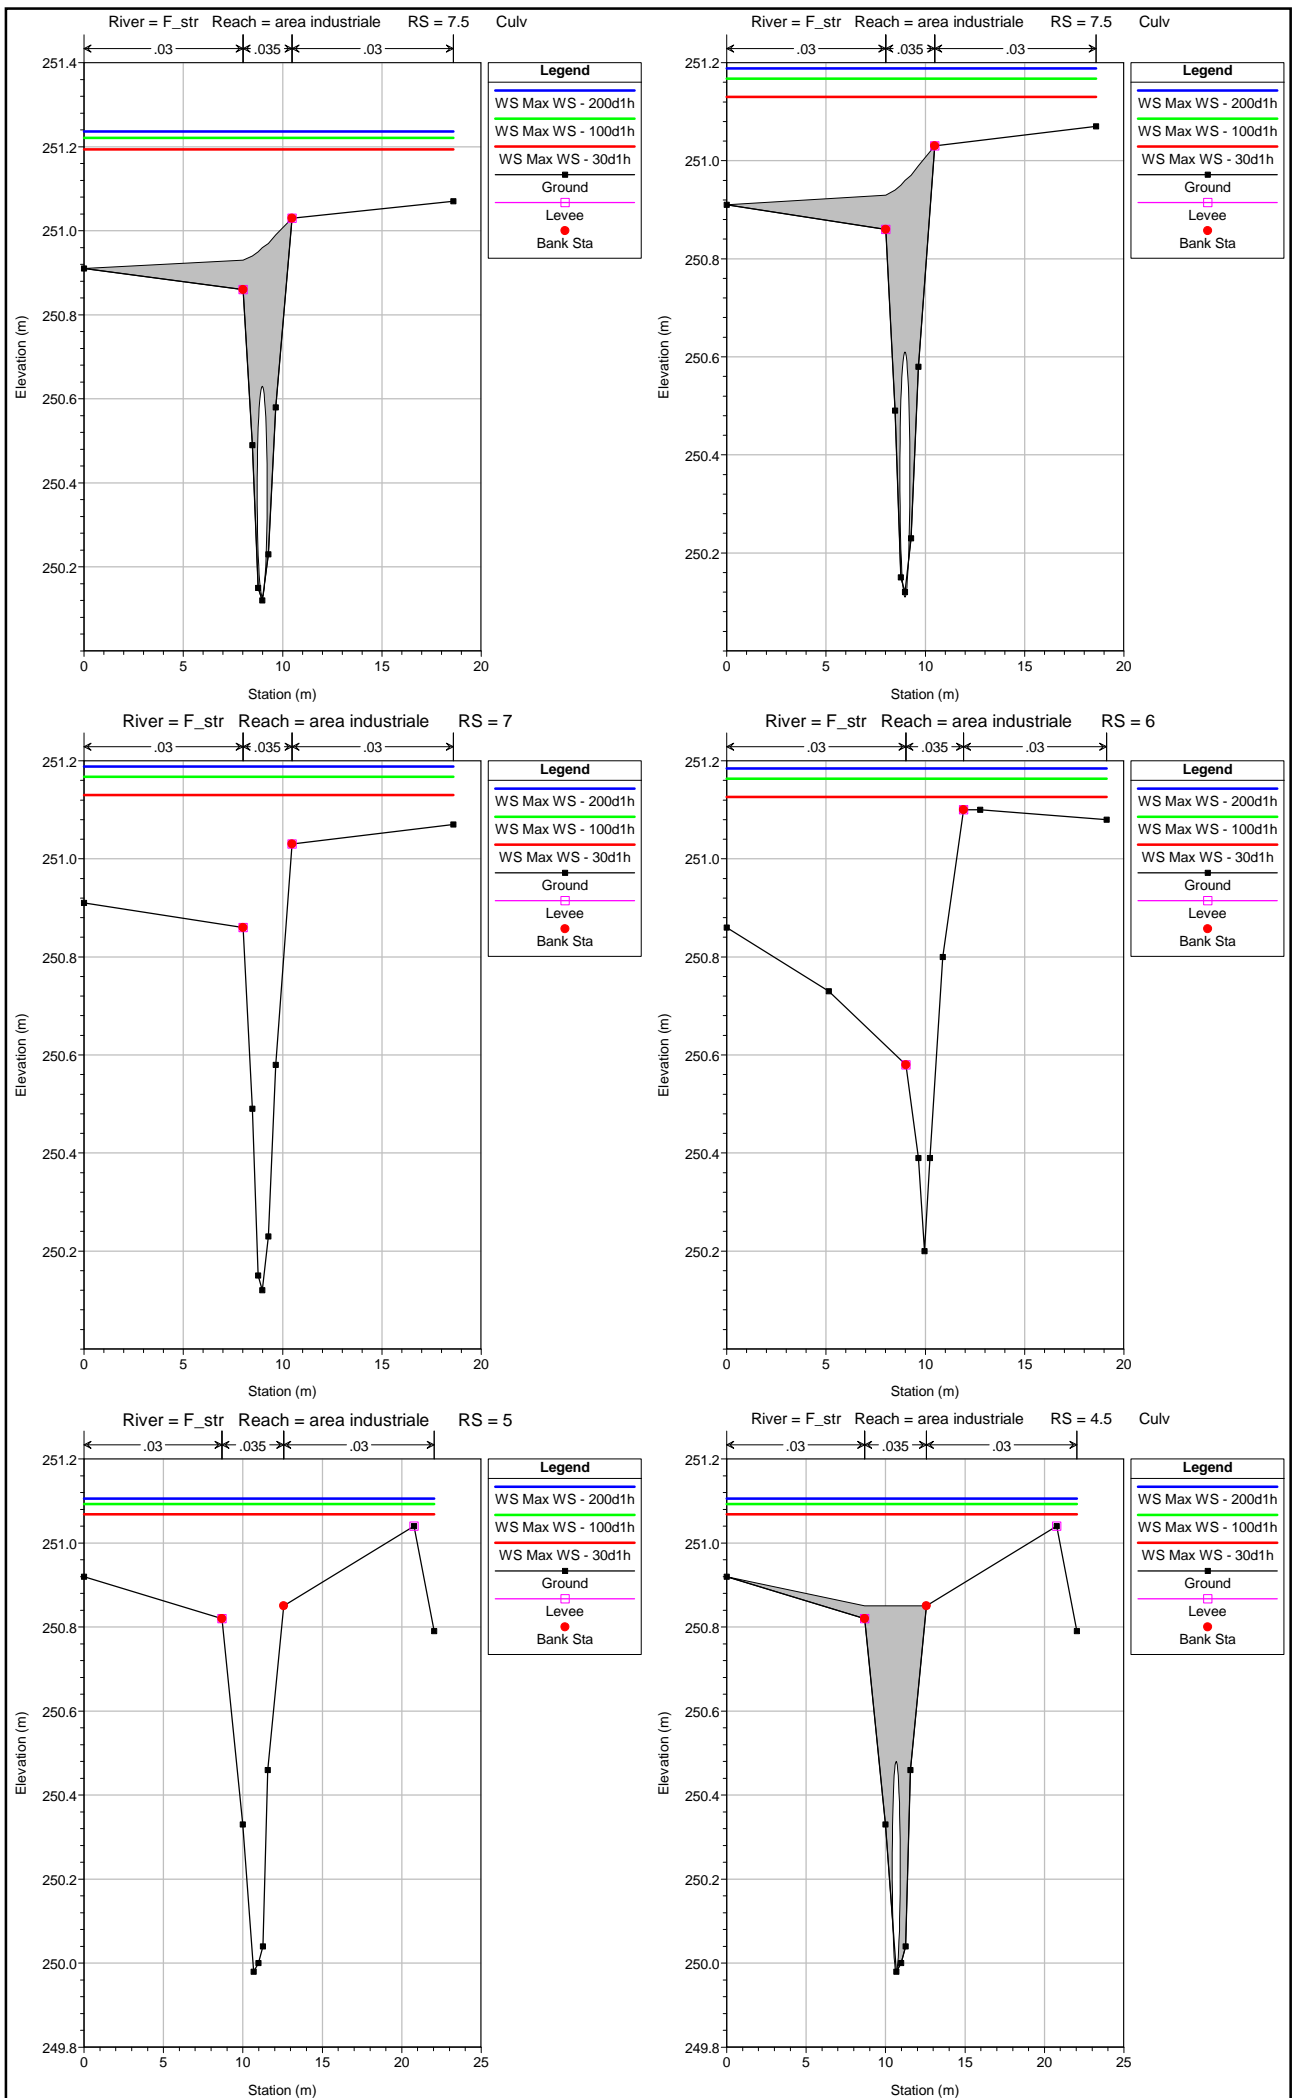 River = F_str Reach = area industriale RS = 7.5 Culv
.03 .035 .03
251.4
251.2
251.0
250.8
250.6
250.4
250.2
0 5 10 15 20
Station (m)
Elevation (m)
Legend
WS Max WS - 200d1h
WS Max WS - 100d1h
WS Max WS - 30d1h
Ground
Levee
Bank Sta
River = F_str Reach = area industriale RS = 7.5 Culv
.03 .035 .03
251.2
251.0
250.8
250.6
250.4
250.2
0 5 10 15 20
Station (m)
Elevation (m)
Legend
WS Max WS - 200d1h
WS Max WS - 100d1h
WS Max WS - 30d1h
Ground
Levee
Bank Sta
River = F_str Reach = area industriale RS = 7
.03 .035 .03
251.2
251.0
250.8
250.6
250.4
250.2
0 5 10 15 20
Station (m)
Elevation (m)
Legend
WS Max WS - 200d1h
WS Max WS - 100d1h
WS Max WS - 30d1h
Ground
Levee
Bank Sta
River = F_str Reach = area industriale RS = 6
.03 .035 .03
251.2
251.0
250.8
250.6
250.4
250.2
0 5 10 15 20
Station (m)
Elevation (m)
Legend
WS Max WS - 200d1h
WS Max WS - 100d1h
WS Max WS - 30d1h
Ground
Levee
Bank Sta
River = F_str Reach = area industriale RS = 5
.03 .035 .03
251.2
251.0
250.8
250.6
250.4
250.2
250.0
249.8
0 5 10 15 20 25
Station (m)
Elevation (m)
Legend
WS Max WS - 200d1h
WS Max WS - 100d1h
WS Max WS - 30d1h
Ground
Levee
Bank Sta
River = F_str Reach = area industriale RS = 4.5 Culv
.03 .035 .03
251.2
251.0
250.8
250.6
250.4
250.2
250.0
249.8
0 5 10 15 20 25
Station (m)
Elevation (m)
Legend
WS Max WS - 200d1h
WS Max WS - 100d1h
WS Max WS - 30d1h
Ground
Levee
Bank Sta